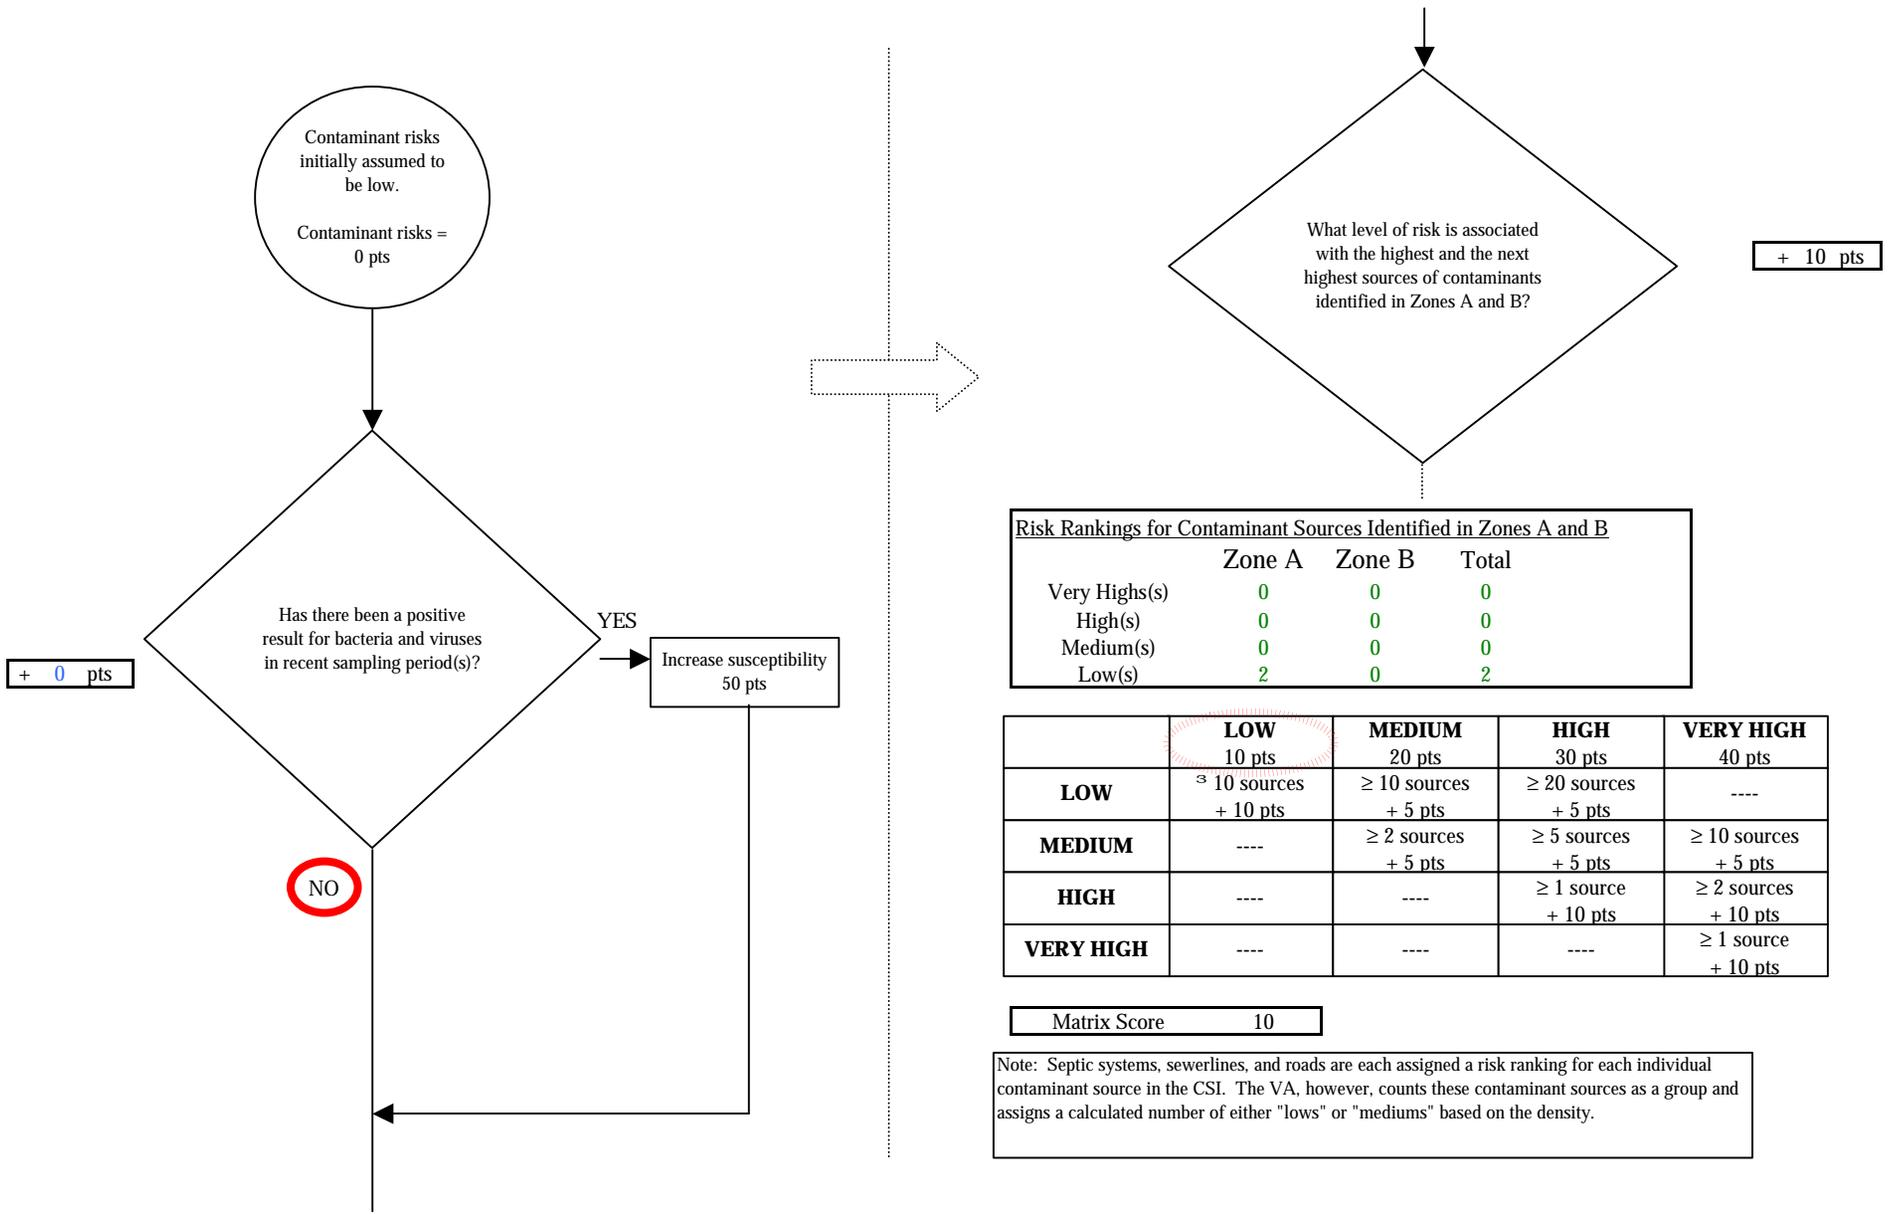 Contaminant risks
initially assumed to
be low.
Contaminant risks =
0 pts
Has there been a positive
result for bacteria and viruses
in recent sampling period(s)?
+ 0 pts
YES
Increase susceptibility
50 pts
NO
What level of risk is associated
with the highest and the next
highest sources of contaminants
identified in Zones A and B?
+ 10 pts
Risk Rankings for Contaminant Sources Identified in Zones A and B
Zone A Zone B Total
Very Highs(s) 0 0 0
High(s) 0 0 0
Medium(s) 0 0 0
Low(s) 2 0 2
LOW MEDIUM HIGH VERY HIGH
10 pts 20 pts 30 pts 40 pts
LOW ³ 10 sources ≥ 10 sources ≥ 20 sources ----
+ 10 pts + 5 pts + 5 pts
MEDIUM ---- ≥ 2 sources ≥ 5 sources ≥ 10 sources
+ 5 pts + 5 pts + 5 pts
HIGH ---- ---- ≥ 1 source ≥ 2 sources
+ 10 pts + 10 pts
VERY HIGH ---- ---- ---- ≥ 1 source
+ 10 pts
Matrix Score 10
Note: Septic systems, sewerlines, and roads are each assigned a risk ranking for each individual
contaminant source in the CSI. The VA, however, counts these contaminant sources as a group and
assigns a calculated number of either "lows" or "mediums" based on the density.